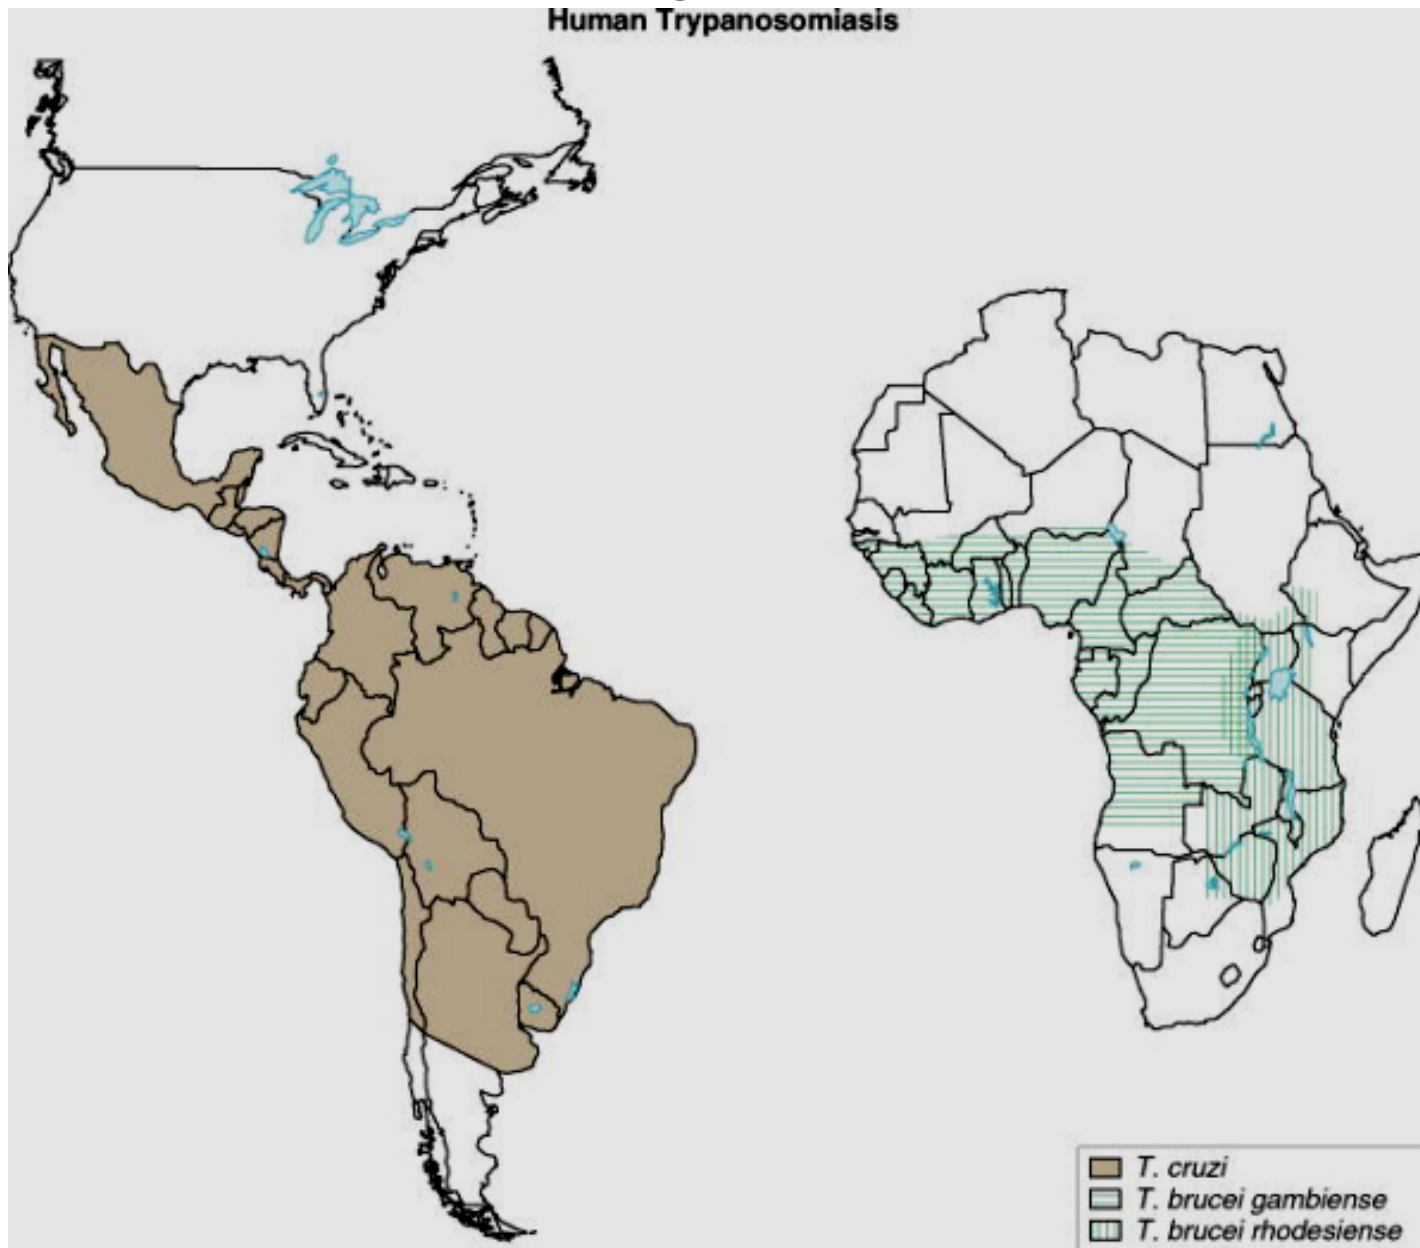 Human Trypanosomiasis
T. cruzi
T. brucei gambiense
T. brucei rhodesiense